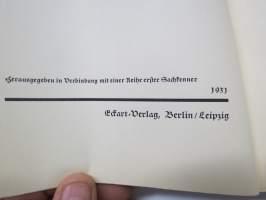 Herausgegeben in Verbindung mit einer Reihe erster Sachkenner
1931
Eckart-Verlag, Berlin/Leipzig